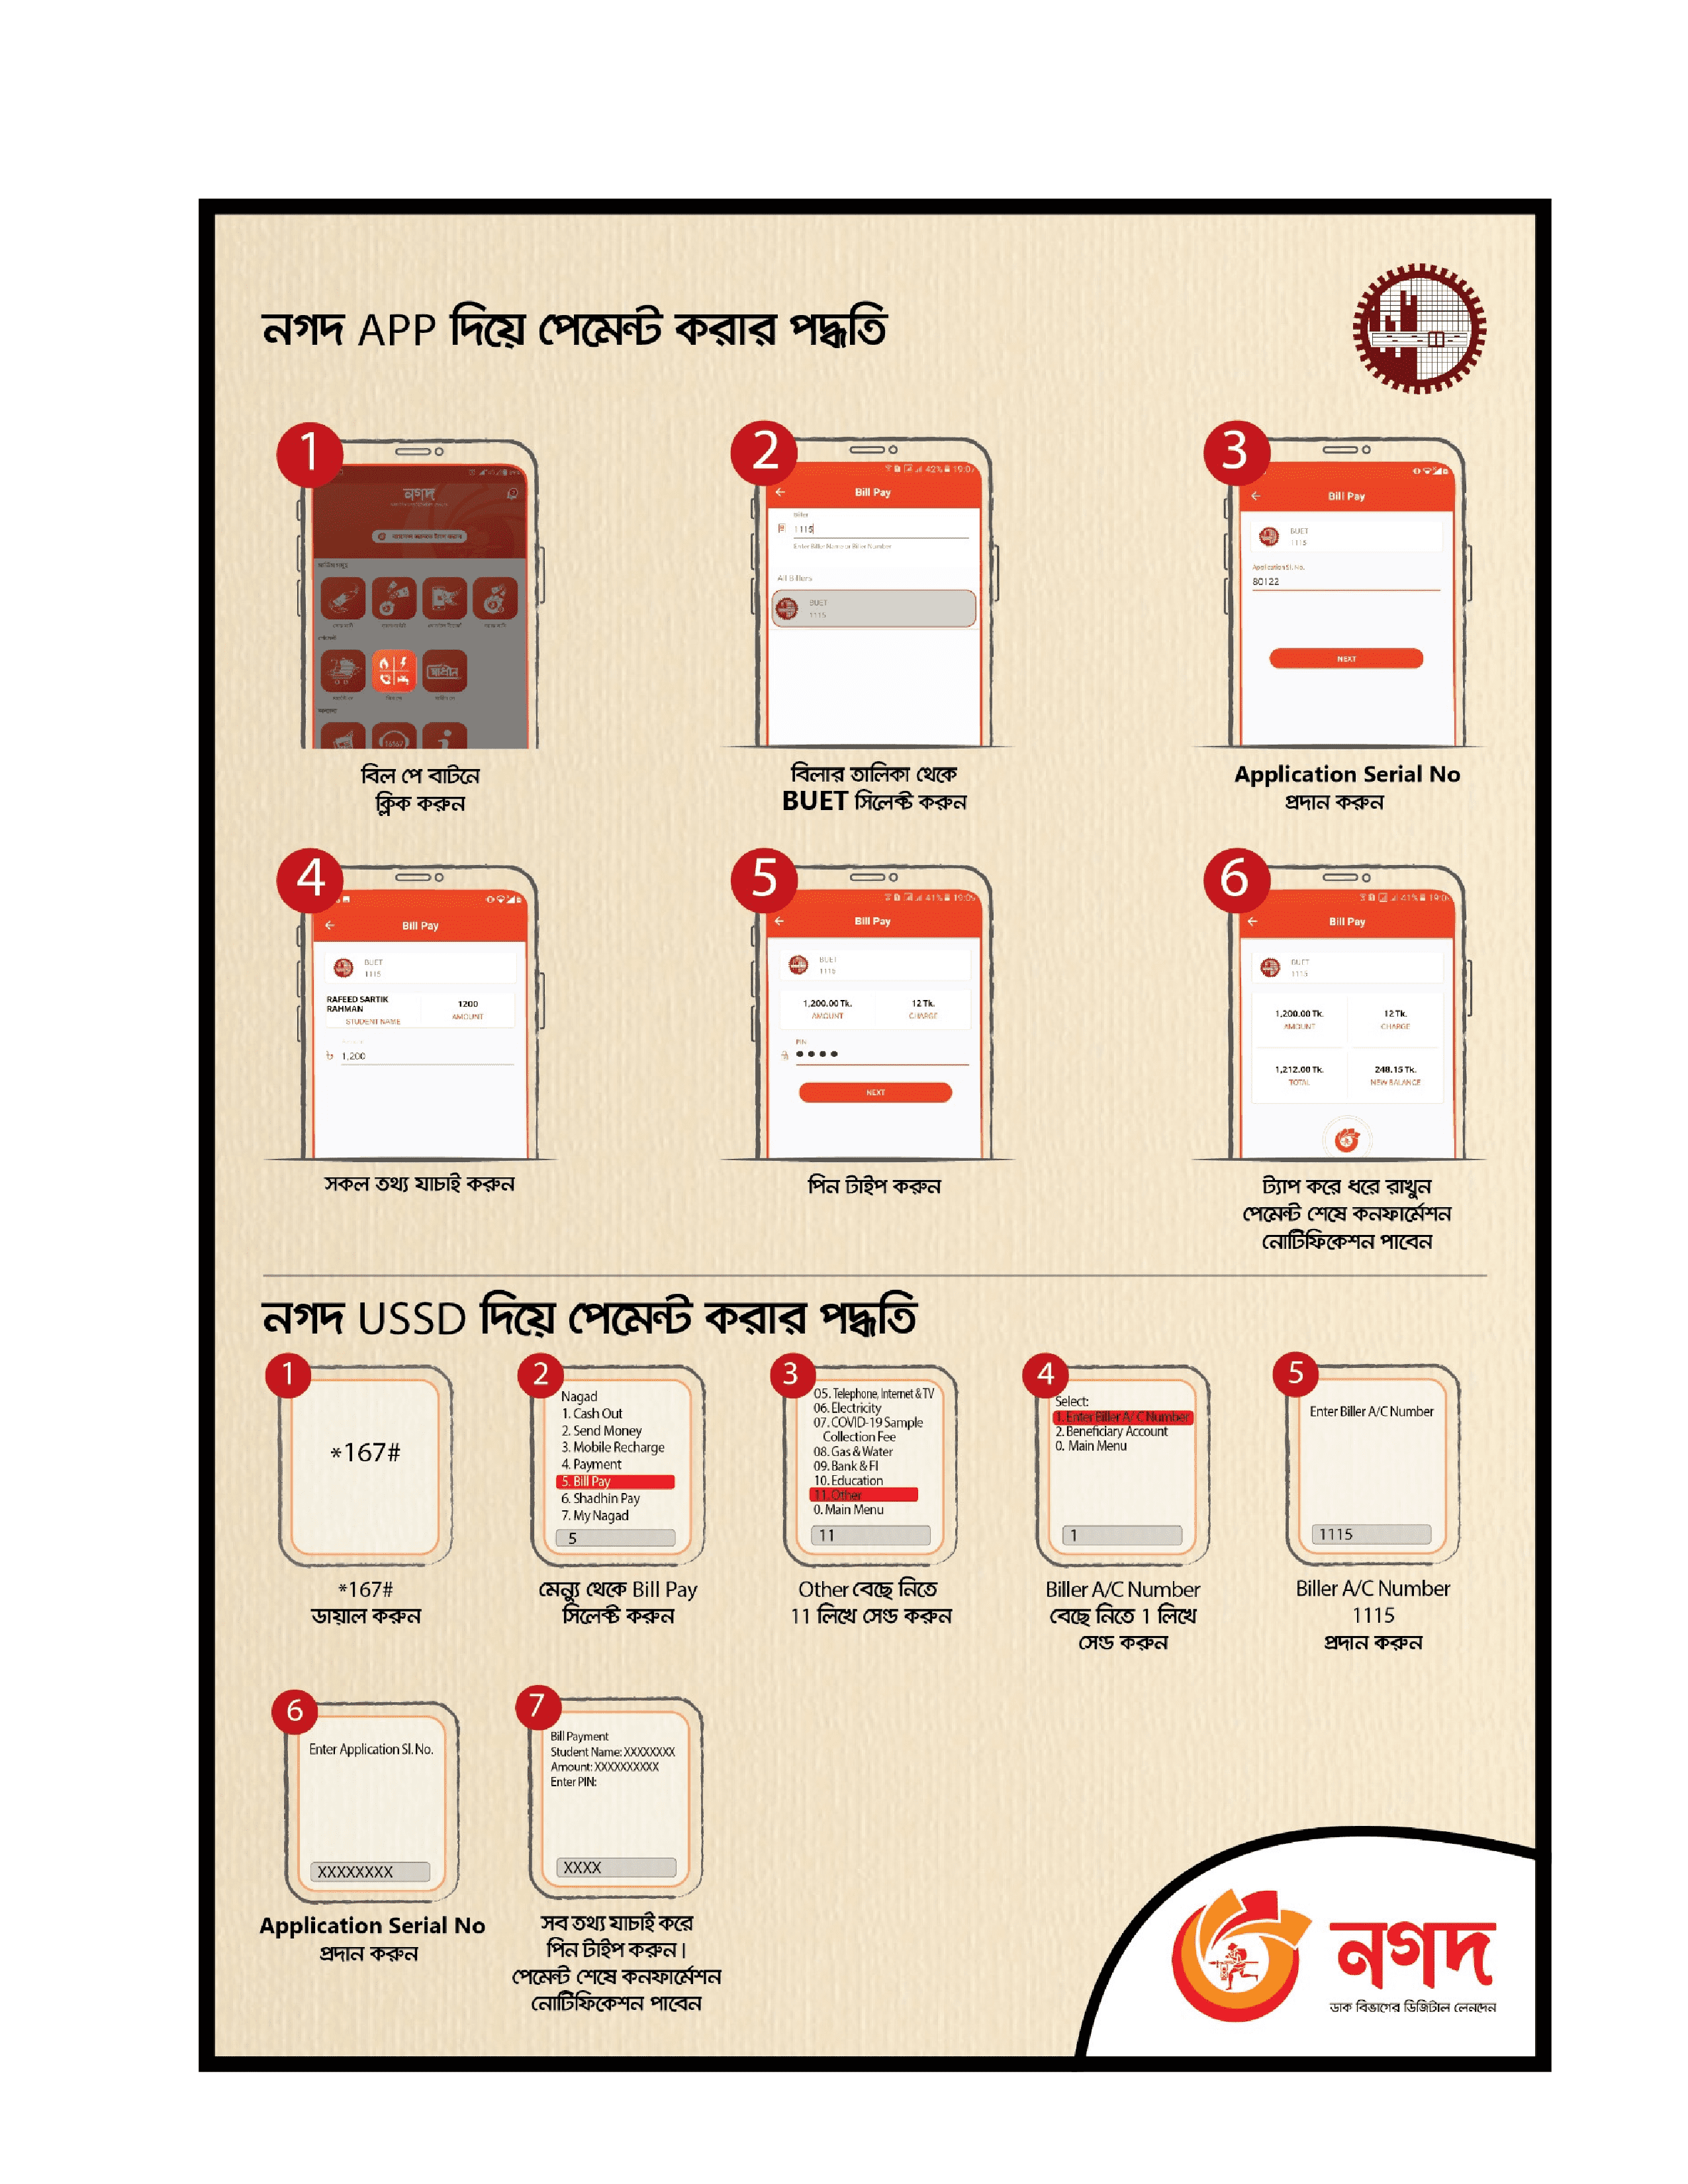 নগদ APP দিয়ে পেমেন্ট করার পদ্ধতি
1
নগদ
বিল পে বাটনে
ক্লিক করুন
2
42% 19:07
Bill Pay
Biller
1115
Enter Biller Name or Biller Number
All Billers
BUET
1115
বিলার তালিকা থেকে
BUET সিলেক্ট করুন
3
Bill Pay
BUET
1115
Application Sl. No.
80122
NEXT
Application Serial No
প্রদান করুন
4
Bill Pay
BUET
1115
RAFEED SARTIK
RAHMAN
STUDENT NAME
1200
AMOUNT
1,200
সকল তথ্য যাচাই করুন
5
41% 19:05
Bill Pay
BUET
1115
1,200.00 Tk.
AMOUNT
12 Tk.
CHARGE
PIN
NEXT
পিন টাইপ করুন
6
41%
Bill Pay
BUET
1115
1,200.00 Tk.
AMOUNT
12 Tk.
CHARGE
1,212.00 Tk.
TOTAL
248.15 Tk.
NEW BALANCE
ট্যাপ করে ধরে রাখুন
পেমেন্ট শেষে কনফার্মেশন
নোটিফিকেশন পাবেন
নগদ USSD দিয়ে পেমেন্ট করার পদ্ধতি
1
*167#
*167#
ডায়াল করুন
2
Nagad
1. Cash Out
2. Send Money
3. Mobile Recharge
4. Payment
5. Bill Pay
6. Shadhin Pay
7. My Nagad
5
মেন্যু থেকে Bill Pay
সিলেক্ট করুন
3
05. Telephone, Internet & TV
06. Electricity
07. COVID-19 Sample
Collection Fee
08. Gas & Water
09. Bank & FI
10. Education
11. Other
0. Main Menu
11
Other বেছে নিতে
11 লিখে সেন্ড করুন
4
Select:
1. Enter Biller A/C Number
2. Beneficiary Account
0. Main Menu
1
Biller A/C Number
বেছে নিতে 1 লিখে
সেন্ড করুন
5
Enter Biller A/C Number
1115
Biller A/C Number
1115
প্রদান করুন
6
Enter Application Sl. No.
XXXXXXXX
Application Serial No
প্রদান করুন
7
Bill Payment
Student Name: XXXXXXXX
Amount: XXXXXXXXXX
Enter PIN:
XXXX
সব তথ্য যাচাই করে
পিন টাইপ করুন।
পেমেন্ট শেষে কনফার্মেশন
নোটিফিকেশন পাবেন
নগদ
ডাক বিভাগের ডিজিটাল লেনদেন